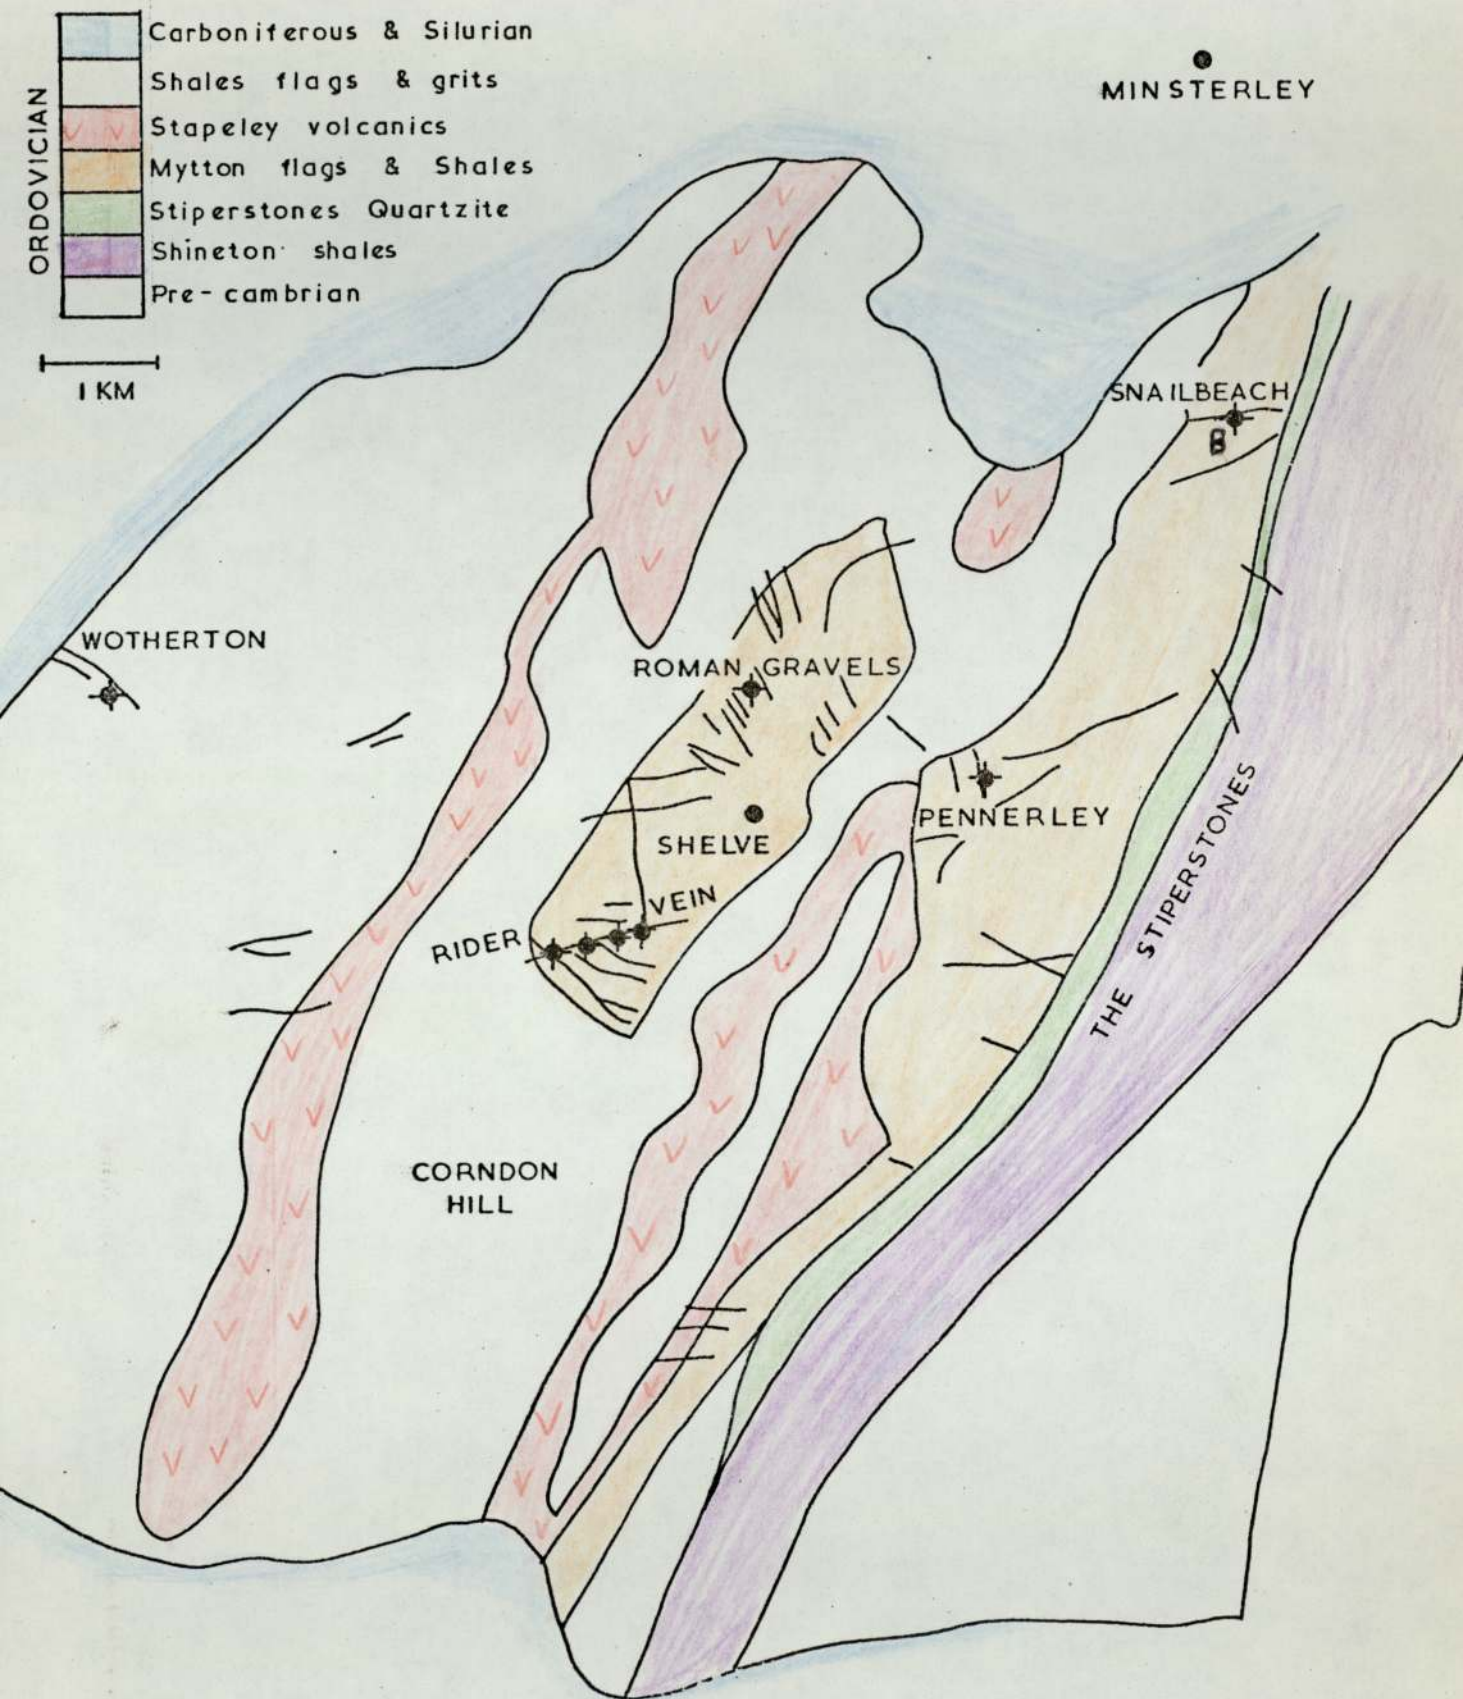 Carboniferous & Silurian
Shales flags & grits
Stapeley volcanics
Mytton flags & Shales
Stiperstones Quartzite
Shineton shales
Pre-cambrian
ORDOVICIAN
1 KM
MINSTERLEY
SNAILBEACH
WOTHERTON
ROMAN GRAVELS
PENNERLEY
SHELVE
VEIN
RIDER
THE STIPERSTONES
CORNDON
HILL